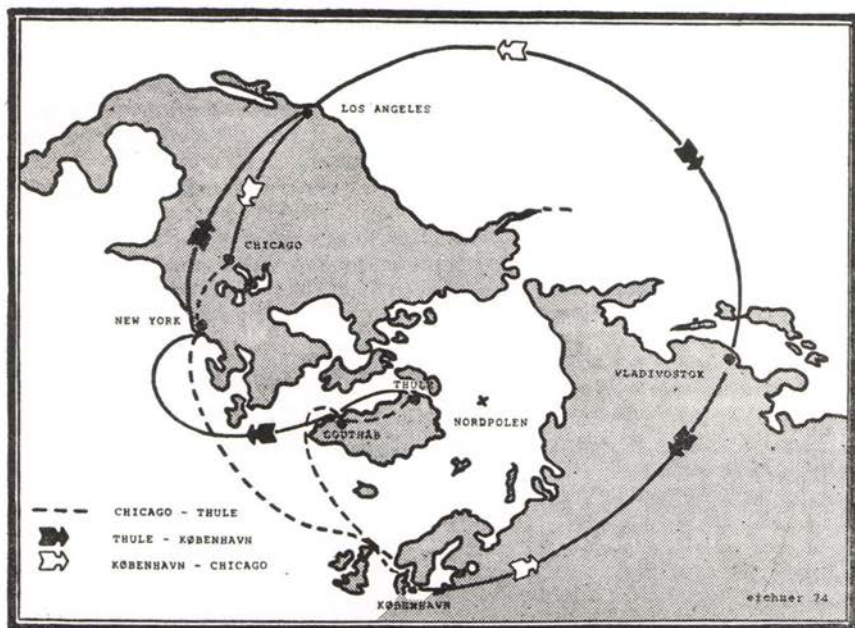 LOS ANGELES
CHICAGO
NEW YORK
THULE
VLADIVOSTOK
NORDPOLEN
GODTHÅB
CHICAGO - THULE
THULE - KØBENHAVN
KØBENHAVN - CHICAGO
KØBENHAVN
eichner 74